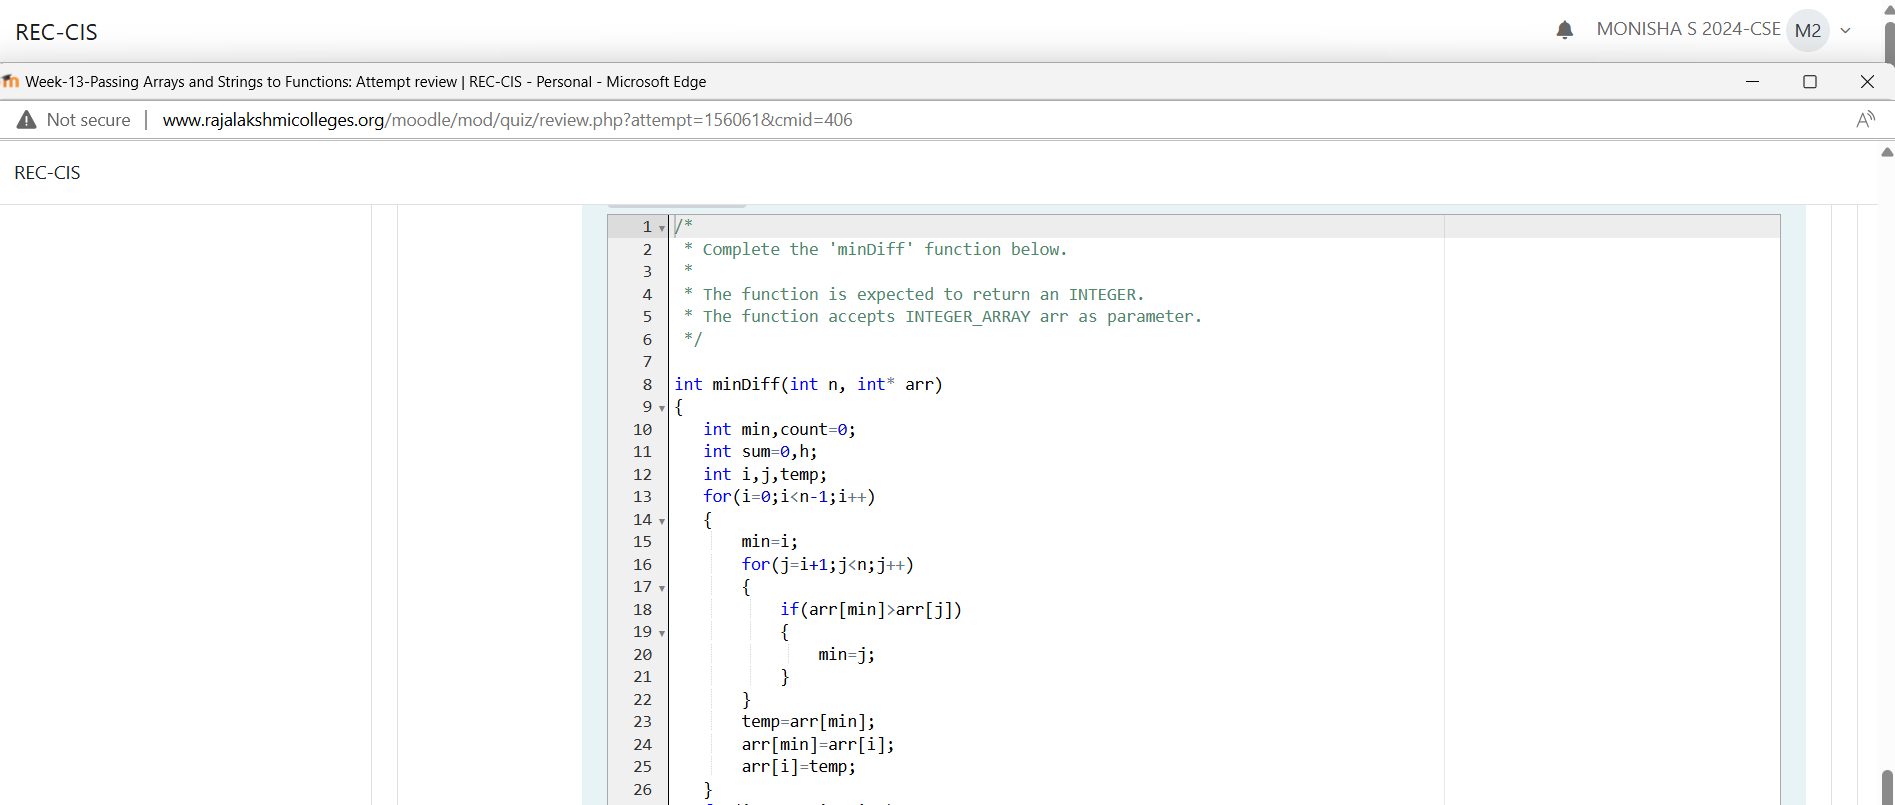 REC-CIS
MONISHA S 2024-CSE M2
Week-13-Passing Arrays and Strings to Functions: Attempt review | REC-CIS - Personal - Microsoft Edge
Not secure | www.rajalakshmicolleges.org/moodle/mod/quiz/review.php?attempt=156061&cmid=406
REC-CIS
1 /*
2  * Complete the 'minDiff' function below.
3  *
4  * The function is expected to return an INTEGER.
5  * The function accepts INTEGER_ARRAY arr as parameter.
6  */
7
8 int minDiff(int n, int* arr)
9 {
10    int min,count=0;
11    int sum=0,h;
12    int i,j,temp;
13    for(i=0;i<n-1;i++)
14    {
15        min=i;
16        for(j=i+1;j<n;j++)
17        {
18            if(arr[min]>arr[j])
19            {
20                min=j;
21            }
22        }
23        temp=arr[min];
24        arr[min]=arr[i];
25        arr[i]=temp;
26    }